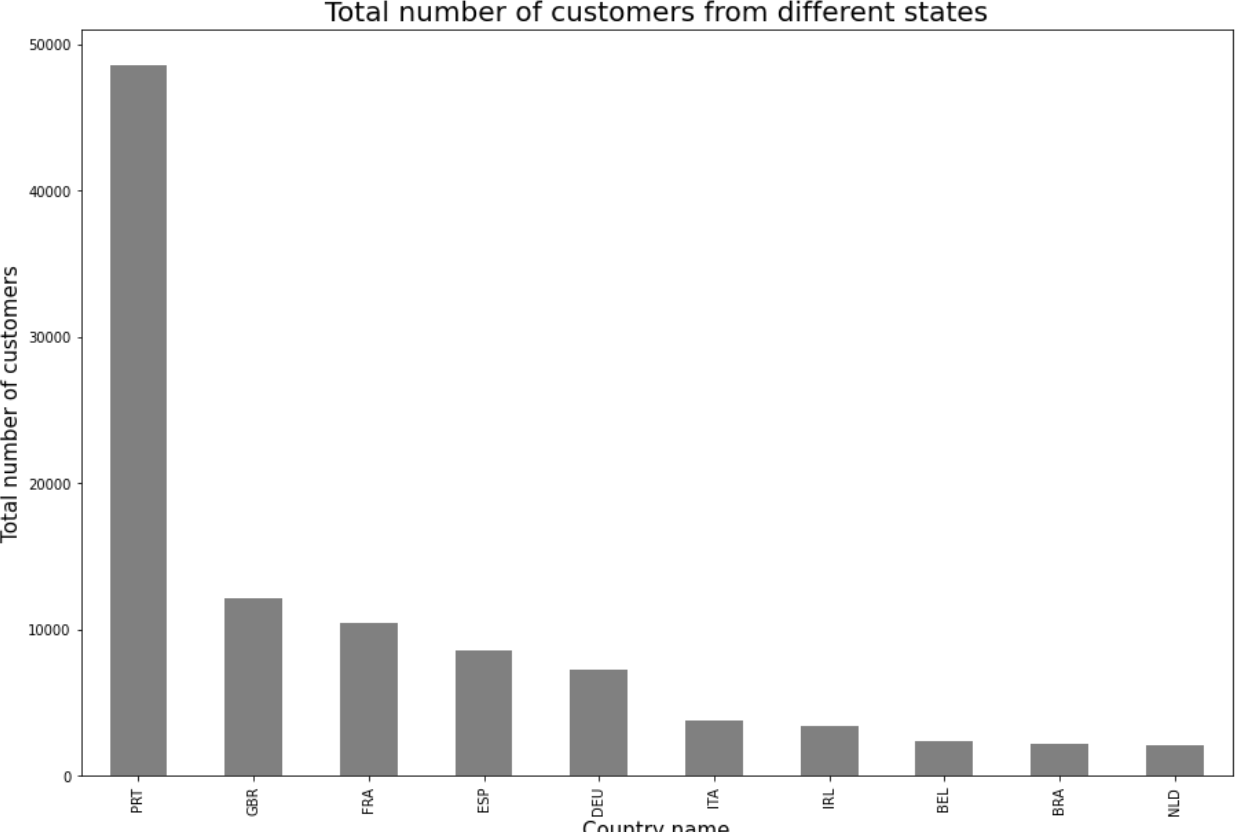 Total number of customers from different states
Total number of customers
50000
40000
30000
20000
10000
0
PRT
GBR
FRA
ESP
DEU
ITA
IRL
BEL
BRA
NLD
Country name